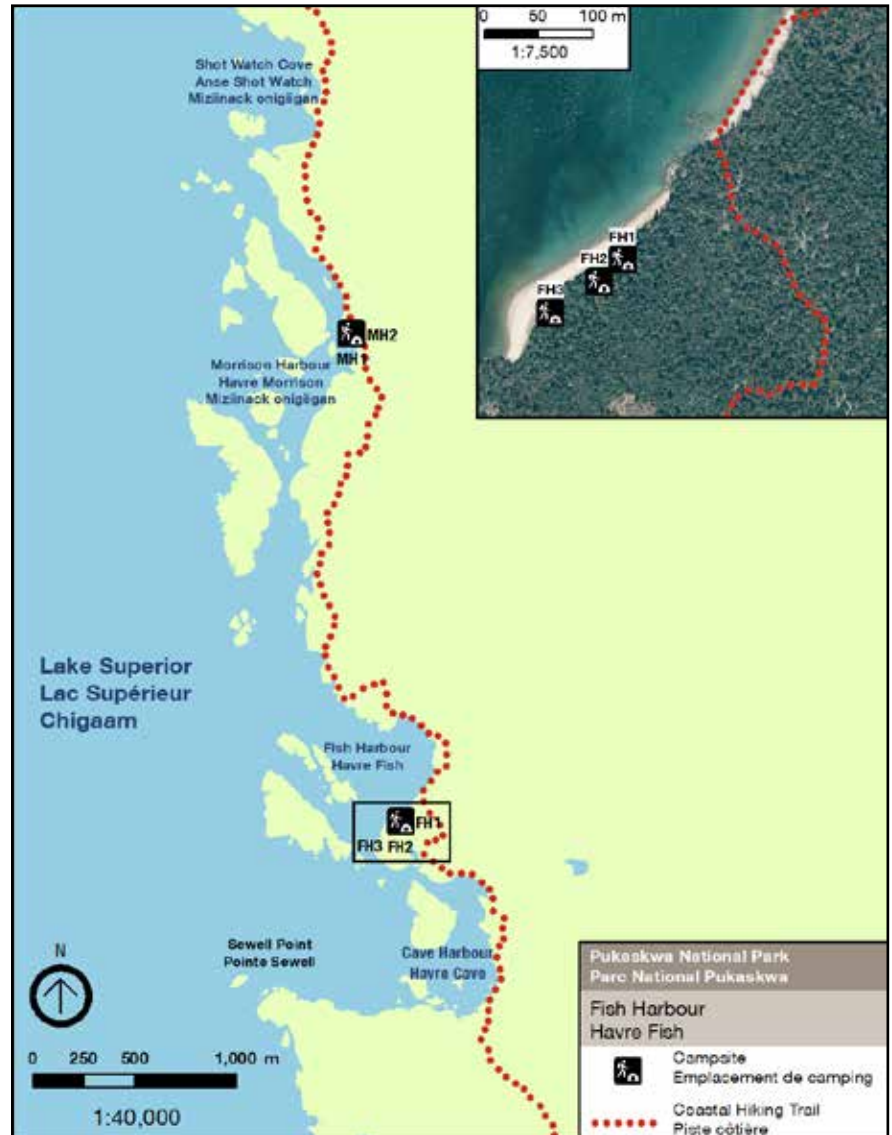 Shot Watch Cove
Anse Shot Watch
Miziinack onigiigan
0 50 100 m
1:7,500
FH1
FH2
FH3
MH2
MH1
Morrison Harbour
Havre Morrison
Miziinack onigiigan
Lake Superior
Lac Supérieur
Chigaam
Fish Harbour
Havre Fish
FH1
FH3 FH2
Sewell Point
Pointe Sewell
Cave Harbour
Havre Cave
N
0 250 500 1,000 m
1:40,000
Pukaskwa National Park
Parc National Pukaskwa
Fish Harbour
Havre Fish
Campsite
Emplacement de camping
Coastal Hiking Trail
Piste côtière